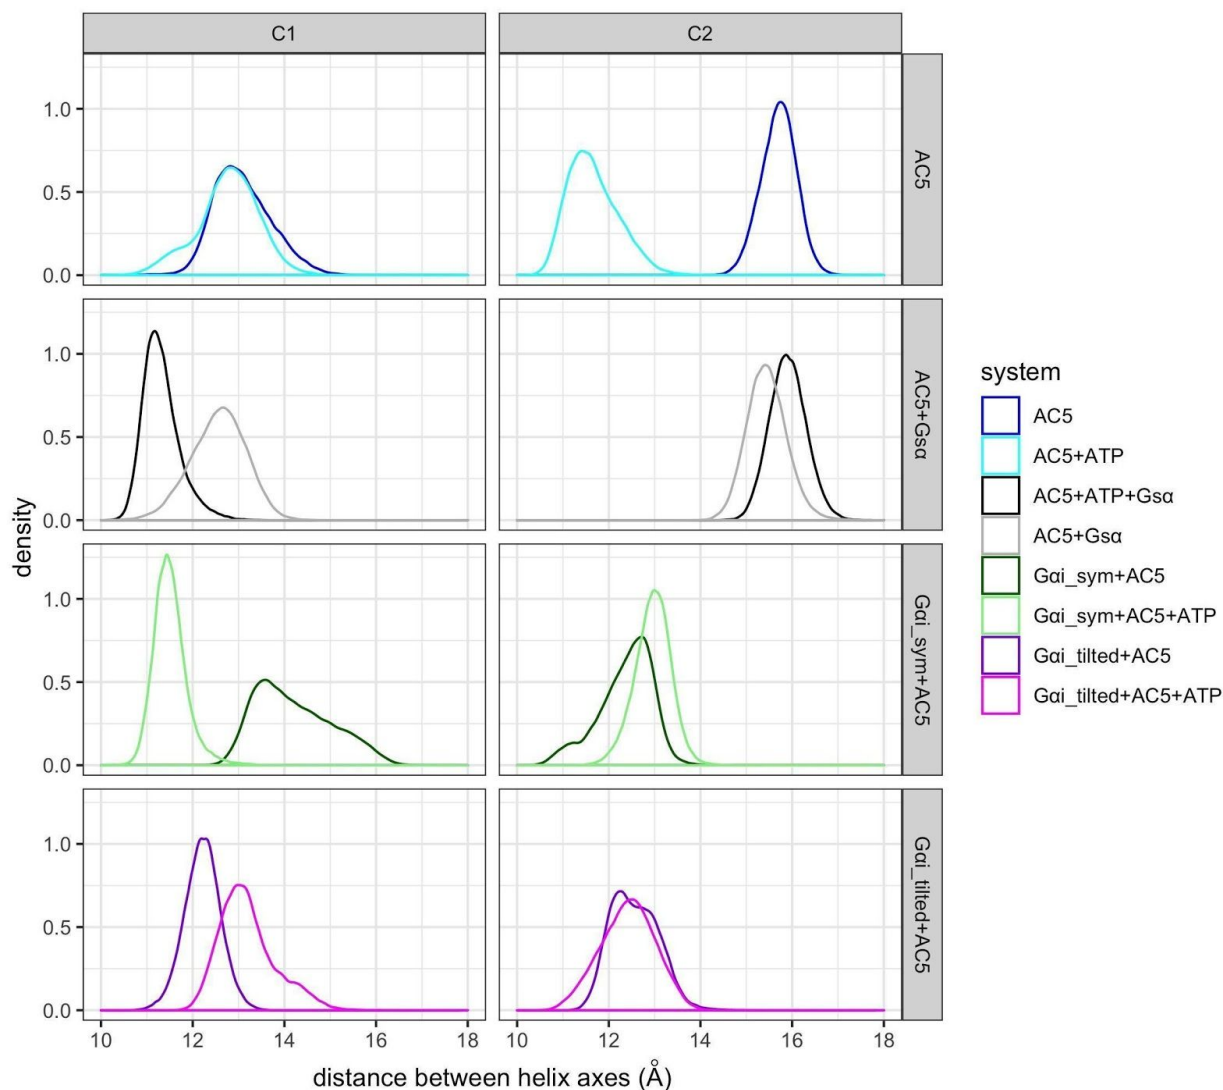 C1
C2
1.0
0.5
0.0
AC5
1.0
0.5
0.0
AC5+Gsα
1.0
0.5
0.0
Gαi_sym+AC5
1.0
0.5
0.0
Gαi_tilted+AC5
10 12 14 16 18
10 12 14 16 18
distance between helix axes (Å)
density
system
AC5
AC5+ATP
AC5+ATP+Gsα
AC5+Gsα
Gαi_sym+AC5
Gαi_sym+AC5+ATP
Gαi_tilted+AC5
Gαi_tilted+AC5+ATP